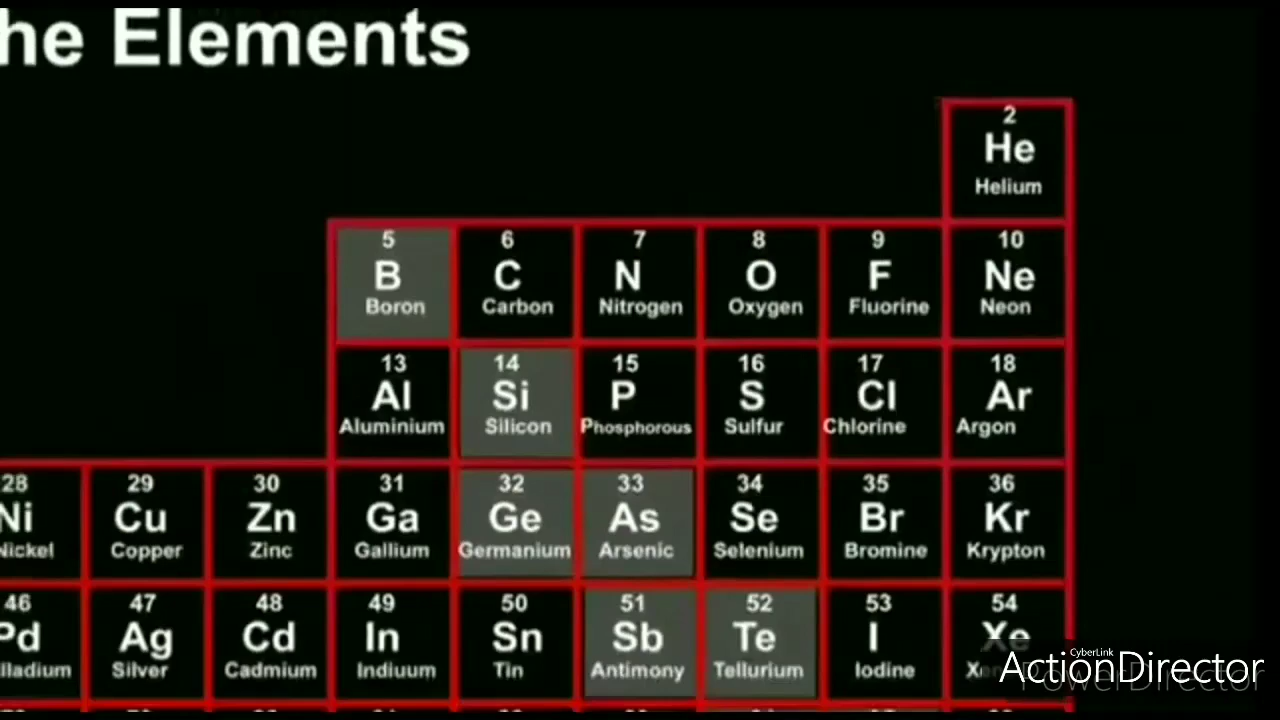 he Elements
2
He
Helium
5 6 7 8 9 10
B C N O F Ne
Boron Carbon Nitrogen Oxygen Fluorine Neon
13 14 15 16 17 18
Al Si P S Cl Ar
Aluminium Silicon Phosphorous Sulfur Chlorine Argon
28 29 30 31 32 33 34 35 36
Ni Cu Zn Ga Ge As Se Br Kr
Nickel Copper Zinc Gallium Germanium Arsenic Selenium Bromine Krypton
46 47 48 49 50 51 52 53 54
Pd Ag Cd In Sn Sb Te I Xe
lladium Silver Cadmium Indiuum Tin Antimony Tellurium Iodine
CyberLink
ActionDirector
PowerDirector